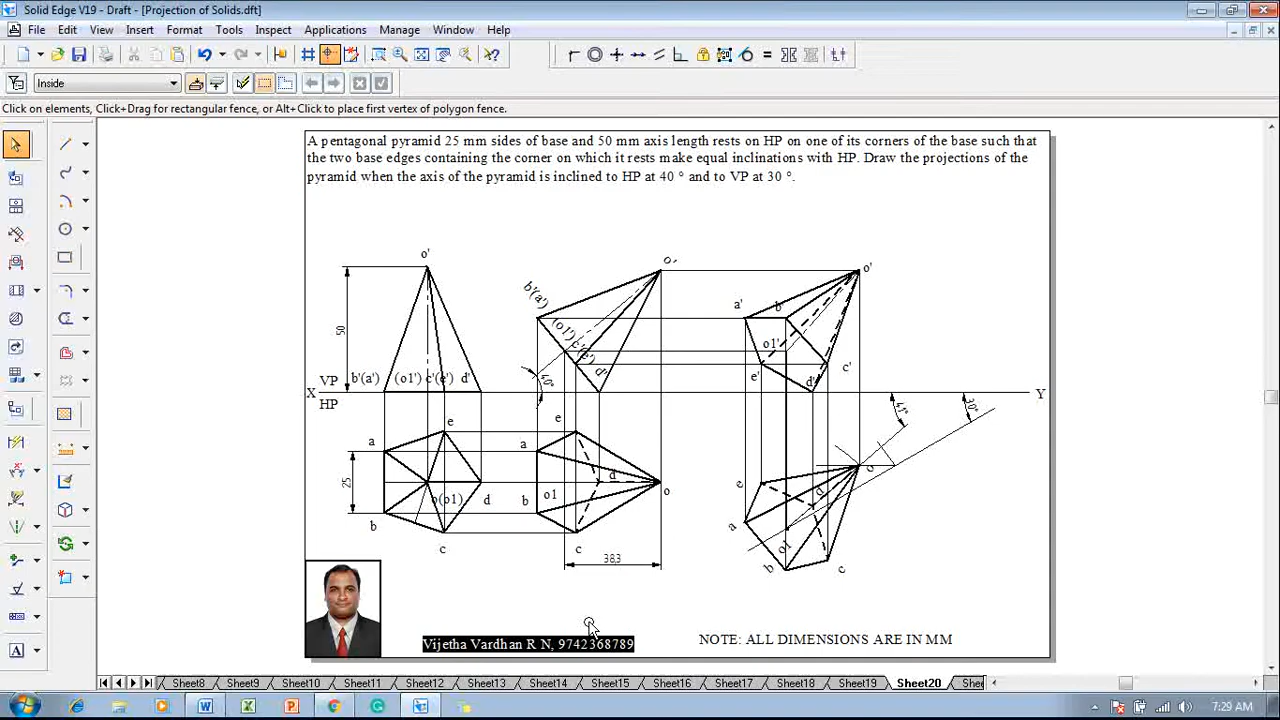 Solid Edge V19 - Draft - [Projection of Solids.dft]
File Edit View Insert Format Tools Inspect Applications Manage Window Help
Inside
Click on elements, Click+Drag for rectangular fence, or Alt+Click to place first vertex of polygon fence.
A pentagonal pyramid 25 mm sides of base and 50 mm axis length rests on HP on one of its corners of the base such that
the two base edges containing the corner on which it rests make equal inclinations with HP. Draw the projections of the
pyramid when the axis of the pyramid is inclined to HP at 40 ° and to VP at 30 °.
o' o' o'
b'(a') a' b
50 (o1') c'(e') d' o1'
40° e' c'
b'(a') (o1') c'(e') d' d'
X VP Y
HP
41° 30°
a e a e
25 o(o1) d b o1 d o e d o
b c c a o1 b c
38,3
Vijetha Vardhan R N, 9742368789
NOTE: ALL DIMENSIONS ARE IN MM
Sheet8 Sheet9 Sheet10 Sheet11 Sheet12 Sheet13 Sheet14 Sheet15 Sheet16 Sheet17 Sheet18 Sheet19 Sheet20 Shee
7:29 AM